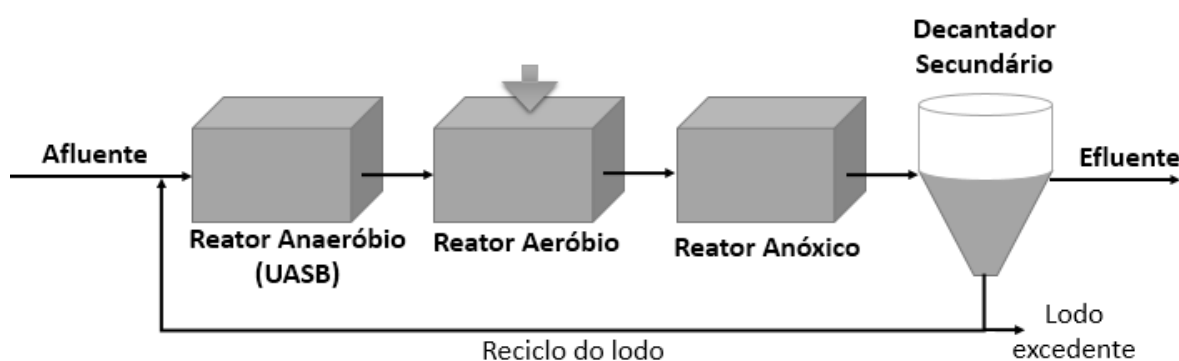 Decantador
Secundário
Afluente
Efluente
Reator Anaeróbio
(UASB)
Reator Aeróbio
Reator Anóxico
Reciclo do lodo
Lodo
excedente